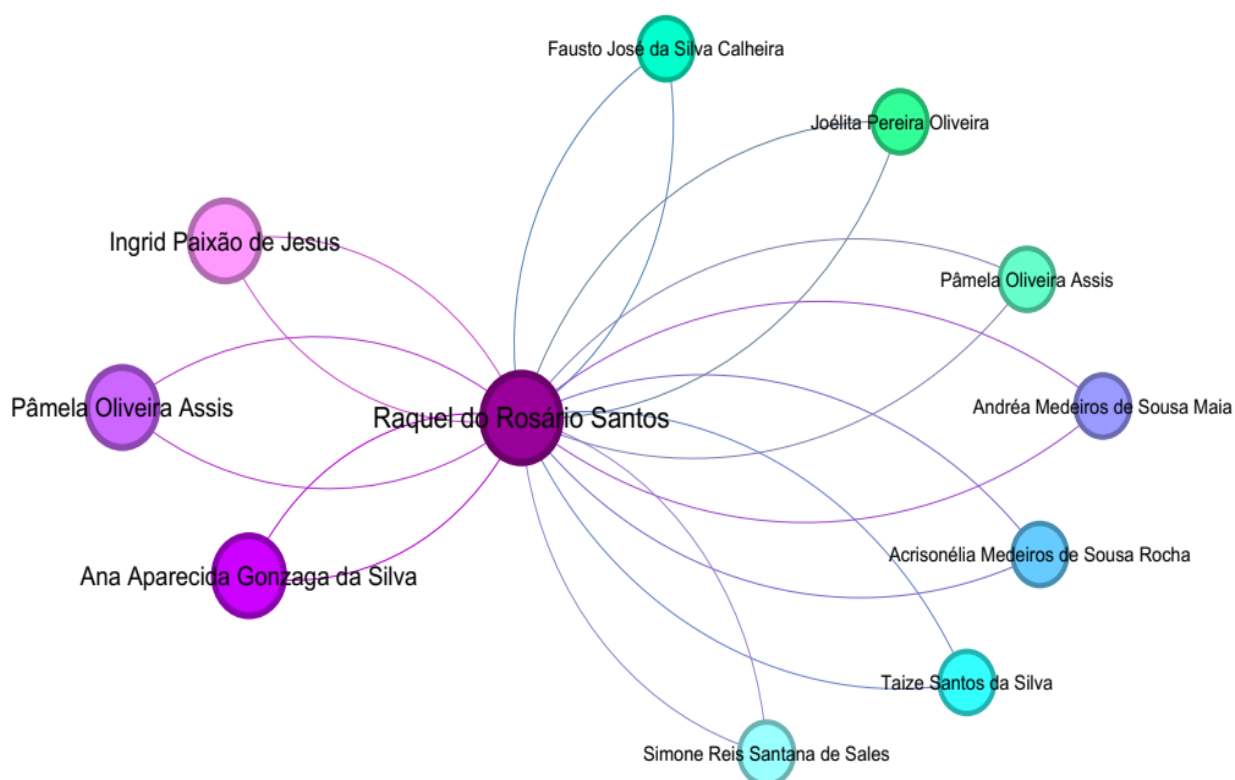 Fausto José da Silva Calheira
Joélita Pereira Oliveira
Ingrid Paixão de Jesus
Pâmela Oliveira Assis
Pâmela Oliveira Assis
Andréa Medeiros de Sousa Maia
Raquel do Rosário Santos
Acrisonélia Medeiros de Sousa Rocha
Ana Aparecida Gonzaga da Silva
Taize Santos da Silva
Simone Reis Santana de Sales